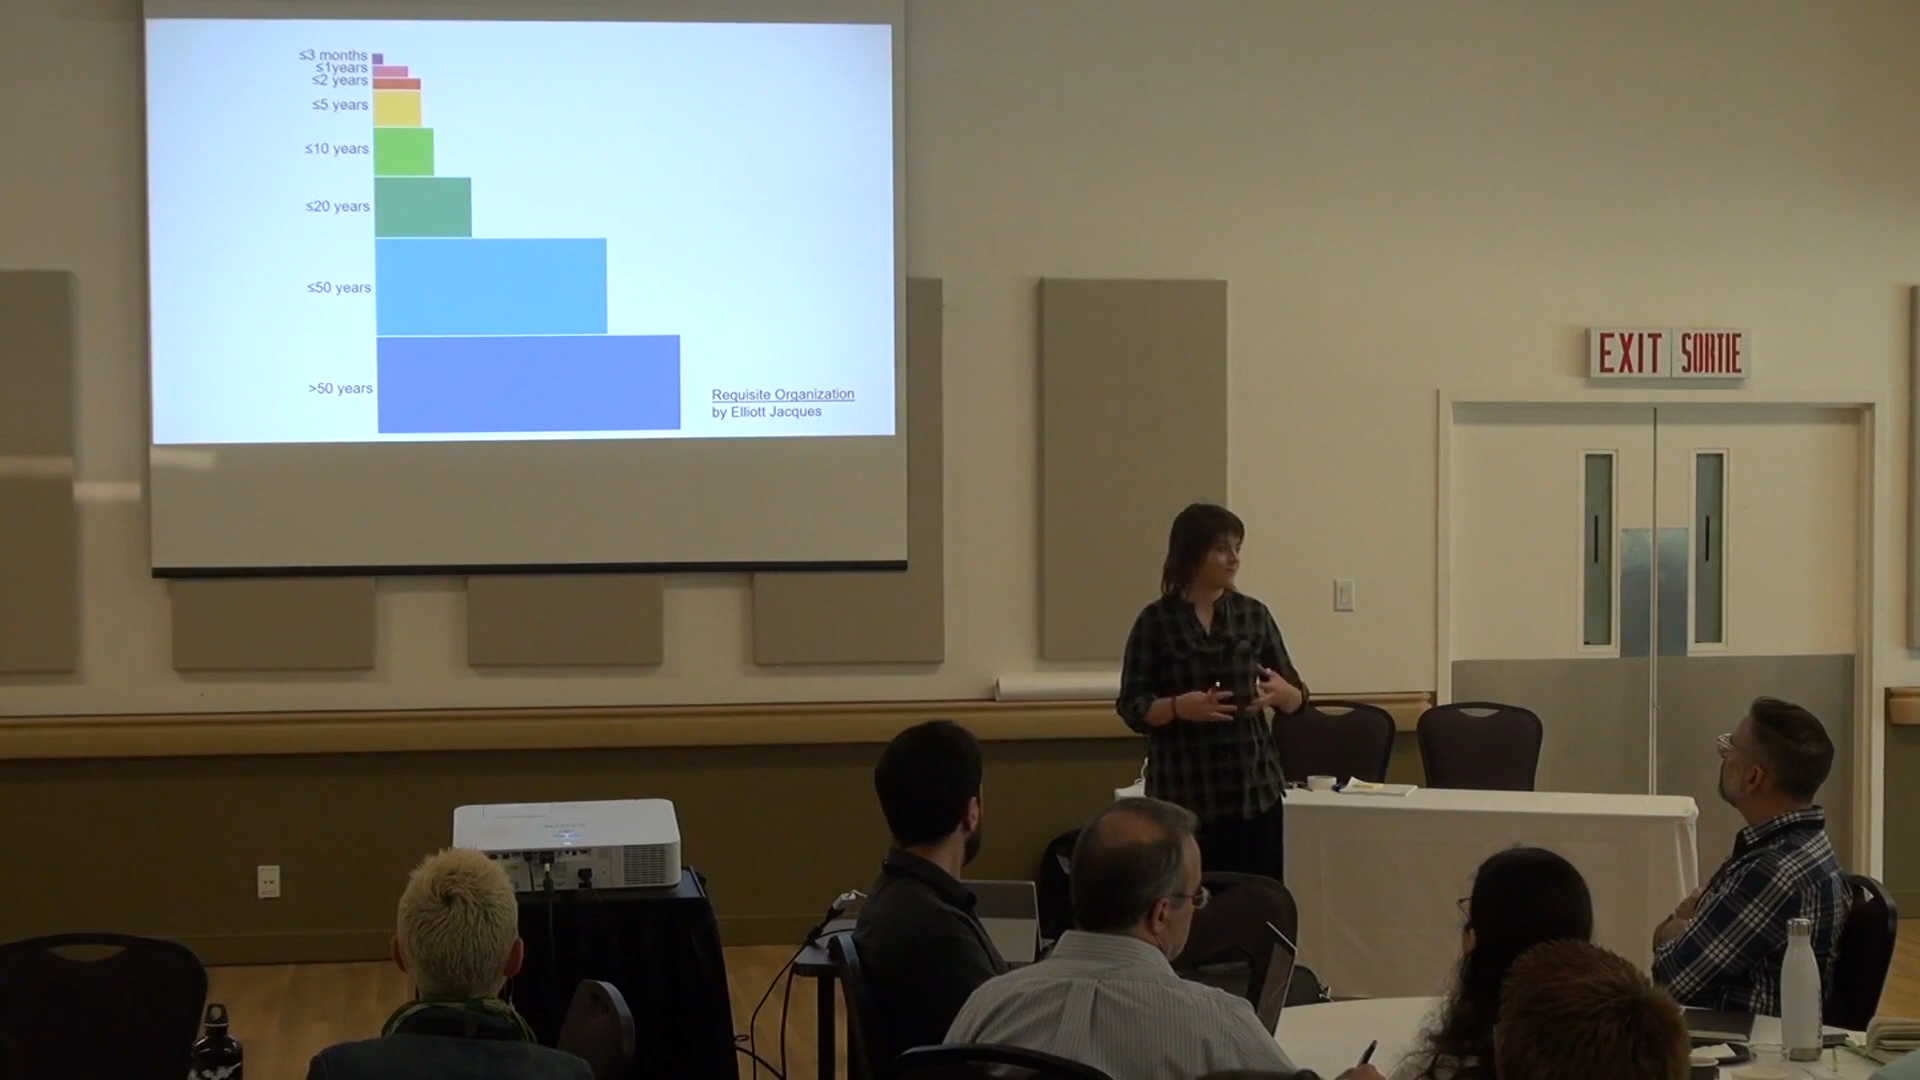 ≤3 months
≤1years
≤2 years
≤5 years
≤10 years
≤20 years
≤50 years
>50 years
Requisite Organization
by Elliott Jacques
EXIT SORTIE